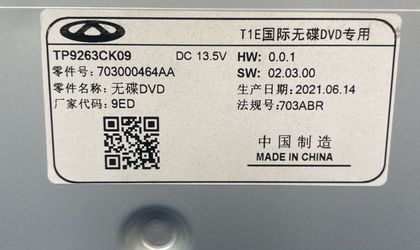 T1E国际无碟DVD专用
TP9263CK09 DC 13.5V HW: 0.0.1
零件号: 703000464AA SW: 02.03.00
零件名称: 无碟DVD 生产日期: 2021.06.14
厂家代码: 9ED 法规号: 703ABR
中国制造
MADE IN CHINA